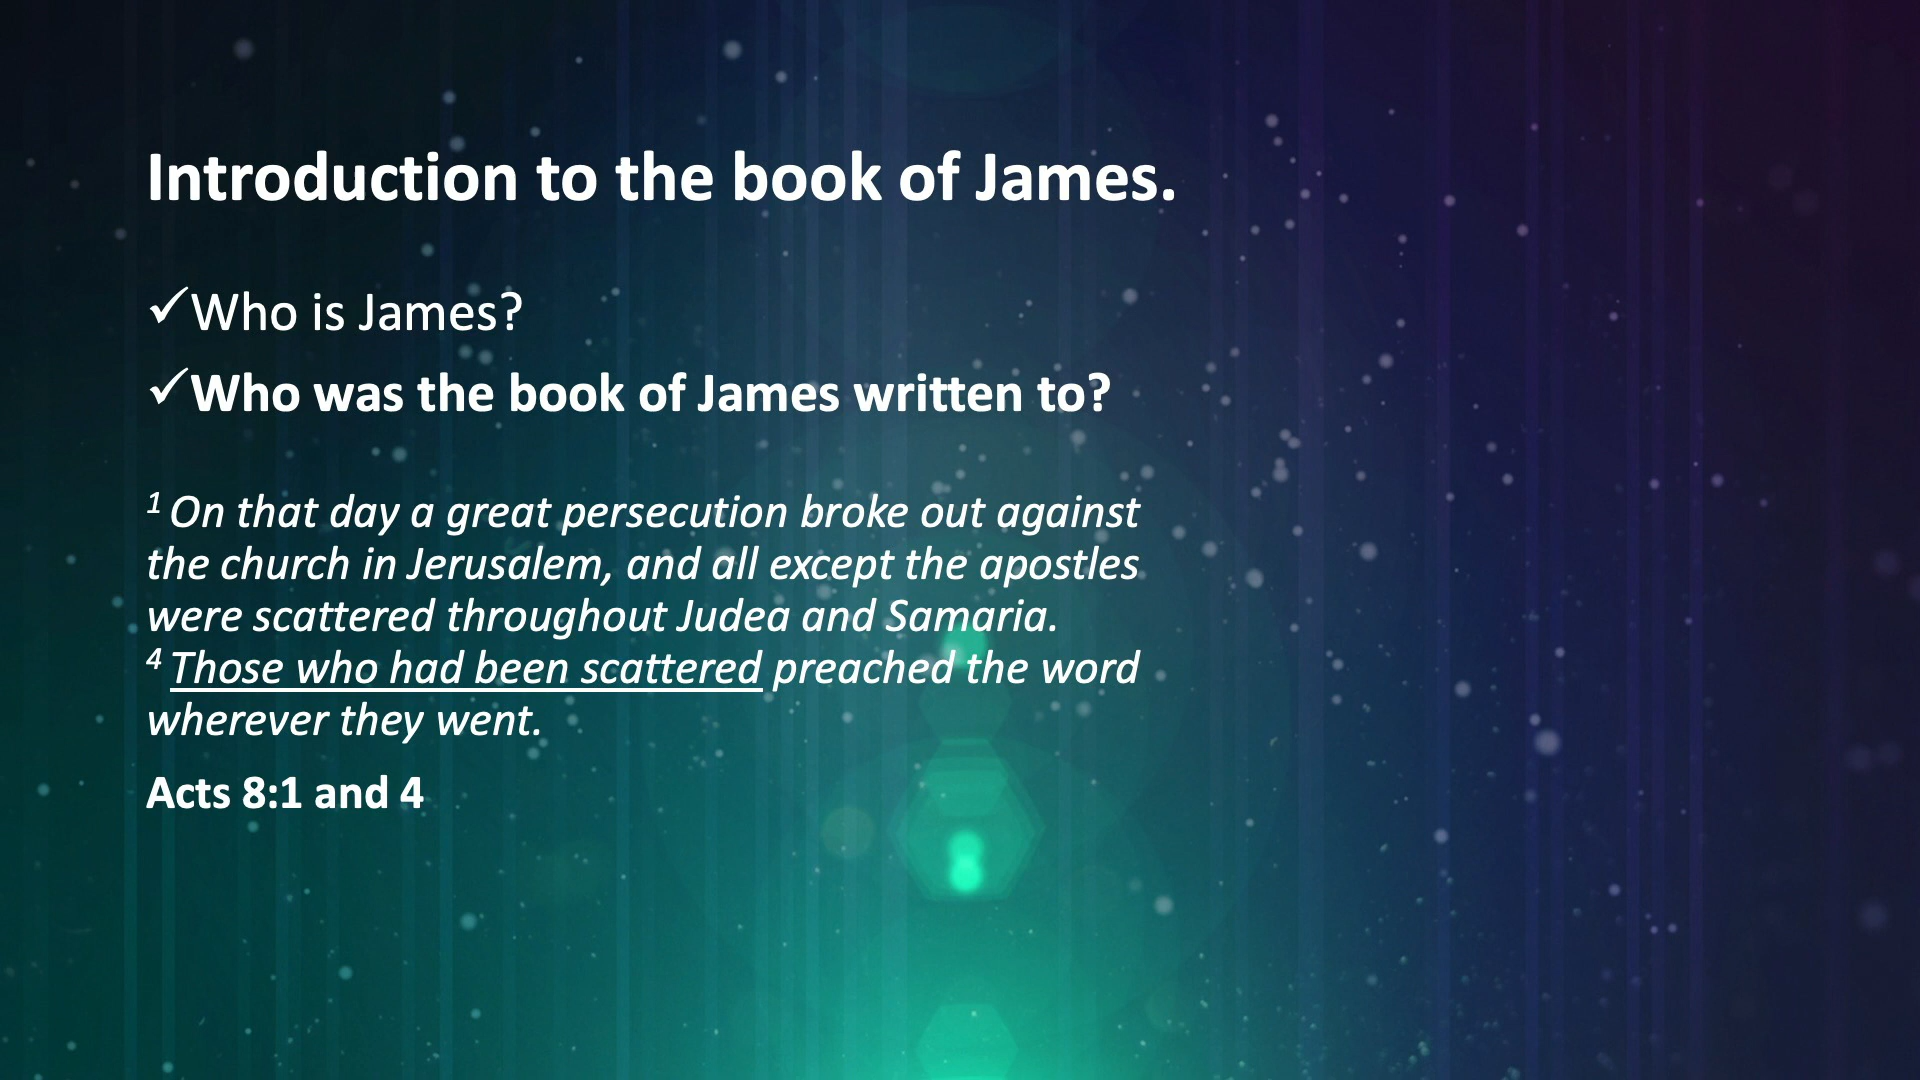 Introduction to the book of James.
✓Who is James?
✓Who was the book of James written to?
1 On that day a great persecution broke out against
the church in Jerusalem, and all except the apostles
were scattered throughout Judea and Samaria.
4 Those who had been scattered preached the word
wherever they went.
Acts 8:1 and 4